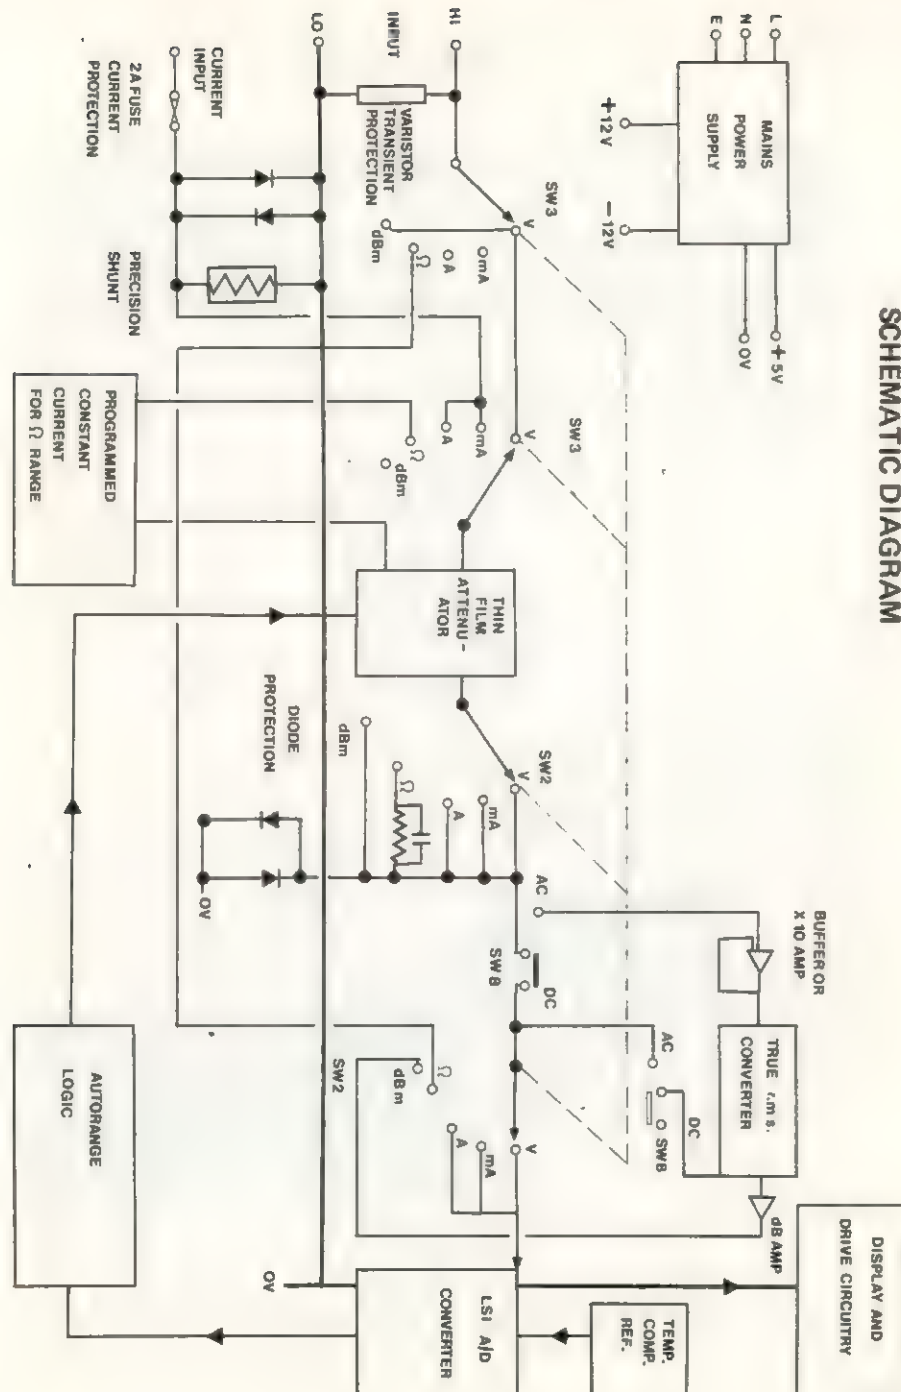 SCHEMATIC DIAGRAM
L
N
E
MAINS
POWER
SUPPLY
+12V
-12V
+ 5V
0V
HI
INPUT
LO
VARISTOR
TRANSIENT
PROTECTION
CURRENT
INPUT
2A FUSE
CURRENT
PROTECTION
PRECISION
SHUNT
SW3
V
mA
A
Ω
dBm
SW3
V
mA
A
Ω
dBm
PROGRAMMED
CONSTANT
CURRENT
FOR Ω RANGE
THIN
FILM
ATTENU-
ATOR
SW2
V
mA
A
Ω
dBm
DIODE
PROTECTION
0V
AC
SW8
DC
BUFFER OR
X 10 AMP
TRUE r.m s.
CONVERTER
AC
DC
SW8
dB AMP
V
mA
A
Ω
dBm
SW2
AUTORANGE
LOGIC
0V
LSI A/D
CONVERTER
TEMP.
COMP.
REF.
DISPLAY AND
DRIVE CIRCUITRY